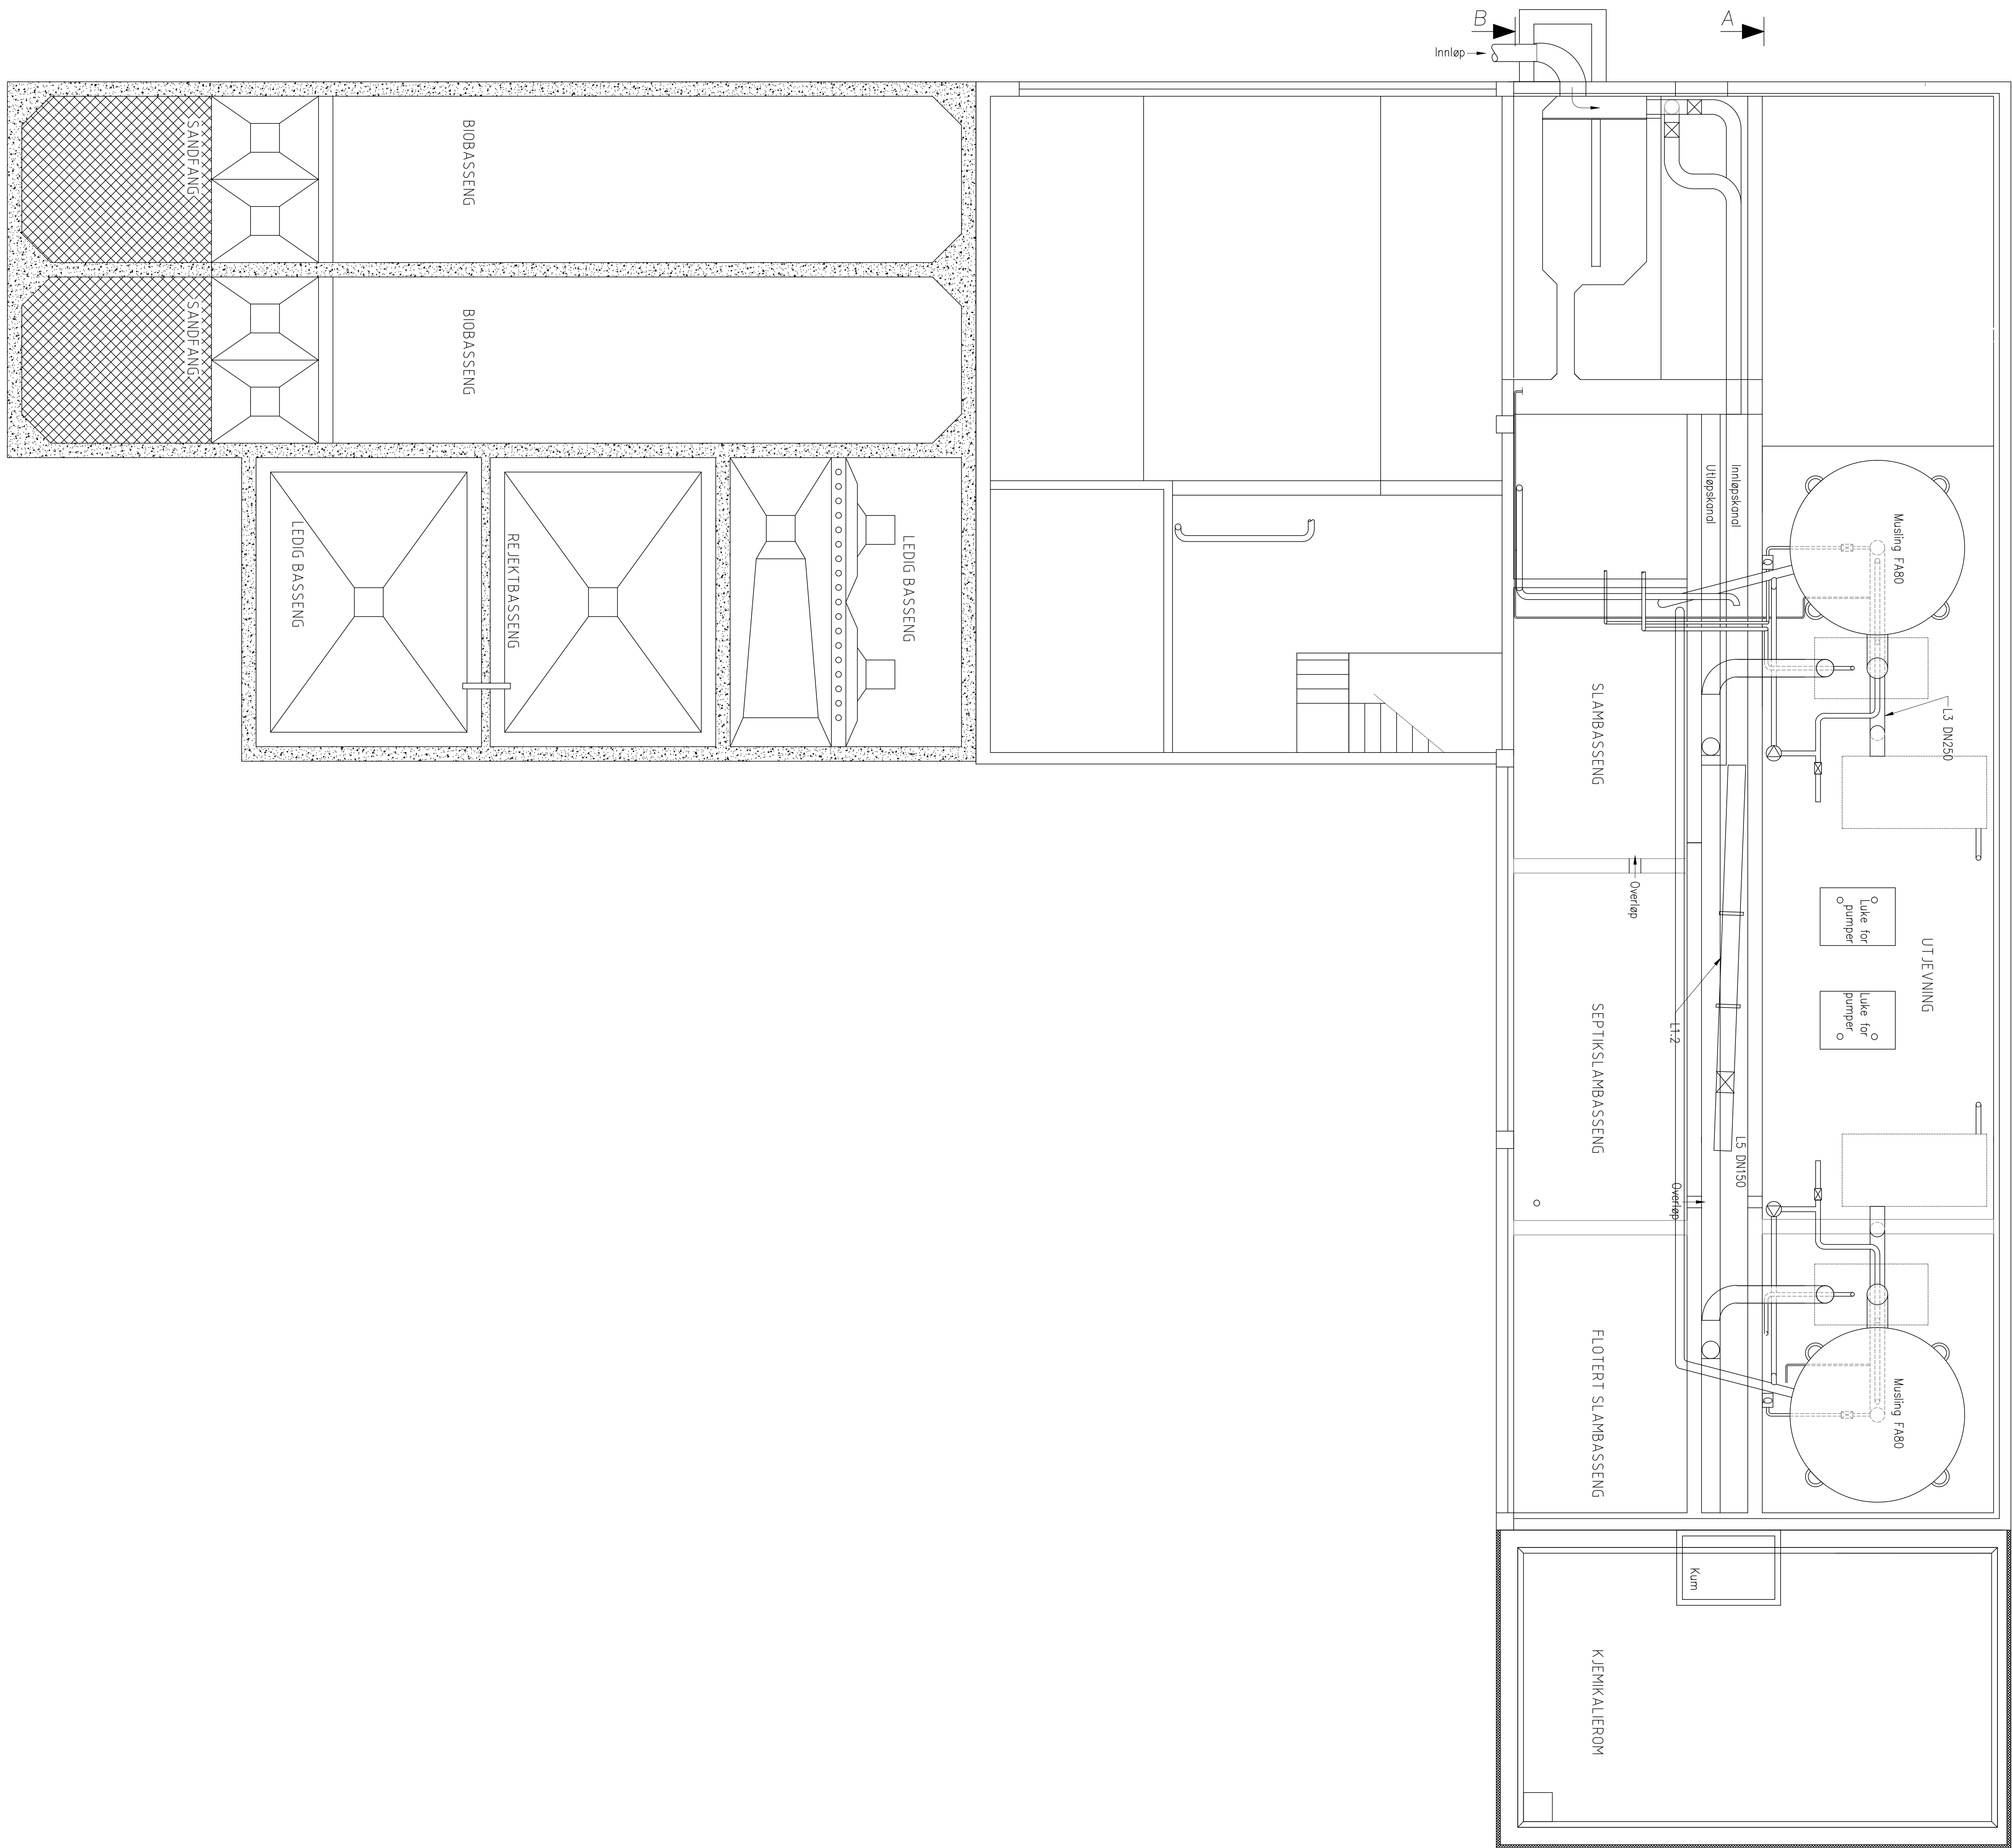 B
A
Innløp
SANDFANG
BIOBASSENG
SANDFANG
BIOBASSENG
LEDIG BASSENG
REJEKTBASSENG
LEDIG BASSENG
Utløpskanal
Innløpskanal
Musling FA80
L3 DN250
SLAMBASSENG
Overløp
Luke for
pumper
Luke for
pumper
UTJEVNING
SEPTIKSLAMBASSENG
L1.2
L5 DN150
Overløp
FLOTERT SLAMBASSENG
Musling FA80
Kum
KJEMIKALIEROM